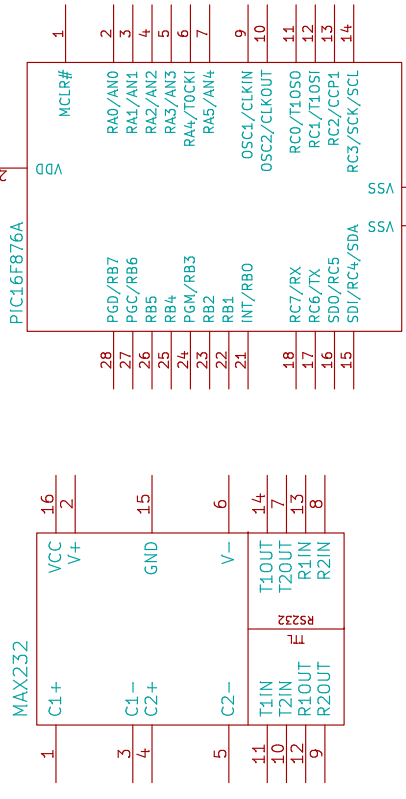 PIC16F876A
1 MCLR#
2 RA0/AN0
3 RA1/AN1
4 RA2/AN2
5 RA3/AN3
6 RA4/T0CKI
7 RA5/AN4
9 OSC1/CLKIN
10 OSC2/CLKOUT
11 RC0/T1OSO
12 RC1/T1OSI
13 RC2/CCP1
14 RC3/SCK/SCL
VDD
VSS
VSS
28 PGD/RB7
27 PGC/RB6
26 RB5
25 RB4
24 PGM/RB3
23 RB2
22 RB1
21 INT/RB0
18 RC7/RX
17 RC6/TX
16 SDO/RC5
15 SDI/RC4/SDA
MAX232
16 VCC
2 V+
15 GND
6 V-
14 T1OUT
7 T2OUT
13 R1IN
8 R2IN
RS232
TTL
1 C1+
3 C1-
4 C2+
5 C2-
11 T1IN
10 T2IN
12 R1OUT
9 R2OUT